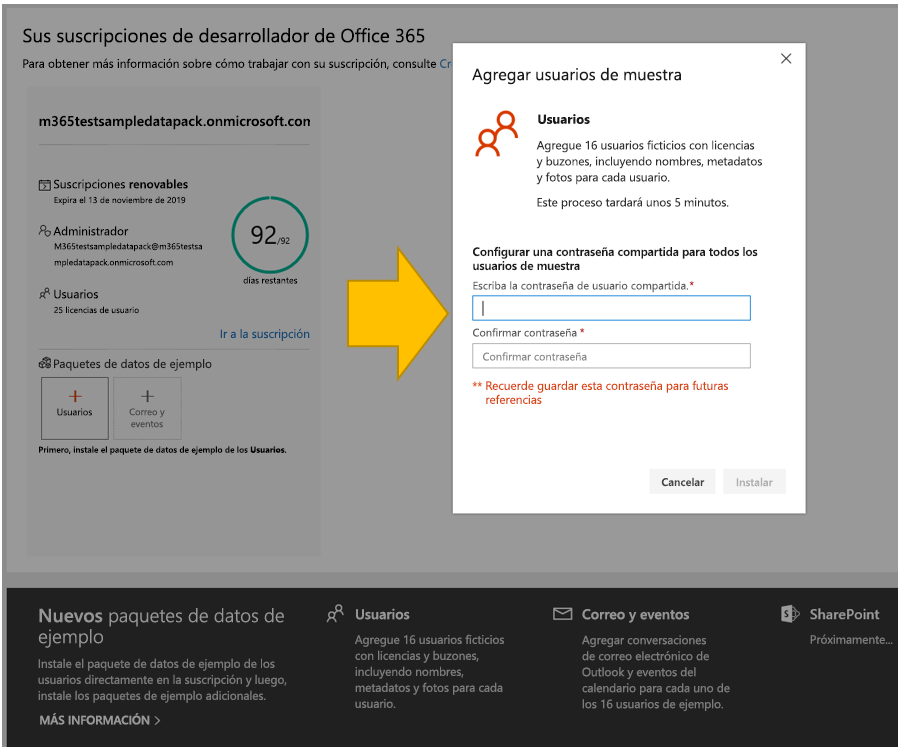 Sus suscripciones de desarrollador de Office 365
Para obtener más información sobre cómo trabajar con su suscripción, consulte Cr
m365testsampledatapack.onmicrosoft.con
Suscripciones renovables
Expira el 13 de noviembre de 2019
Administrador
M365testsampledatapack@m365testsa
mpledatapack.onmicrosoft.com
92/92
días restantes
Usuarios
25 licencias de usuario
Ir a la suscripción
Paquetes de datos de ejemplo
Usuarios
Correo y
eventos
Primero, instale el paquete de datos de ejemplo de los Usuarios.
Agregar usuarios de muestra
Usuarios
Agregue 16 usuarios ficticios con licencias
y buzones, incluyendo nombres, metadatos
y fotos para cada usuario.
Este proceso tardará unos 5 minutos.
Configurar una contraseña compartida para todos los
usuarios de muestra
Escriba la contraseña de usuario compartida.*
Confirmar contraseña *
Confirmar contraseña
** Recuerde guardar esta contraseña para futuras
referencias
Cancelar
Instalar
Nuevos paquetes de datos de
ejemplo
Instale el paquete de datos de ejemplo de los
usuarios directamente en la suscripción y luego,
instale los paquetes de ejemplo adicionales.
MÁS INFORMACIÓN >
Usuarios
Agregue 16 usuarios ficticios
con licencias y buzones,
incluyendo nombres,
metadatos y fotos para cada
usuario.
Correo y eventos
Agregar conversaciones
de correo electrónico de
Outlook y eventos del
calendario para cada uno de
los 16 usuarios de ejemplo.
SharePoint
Próximamente...